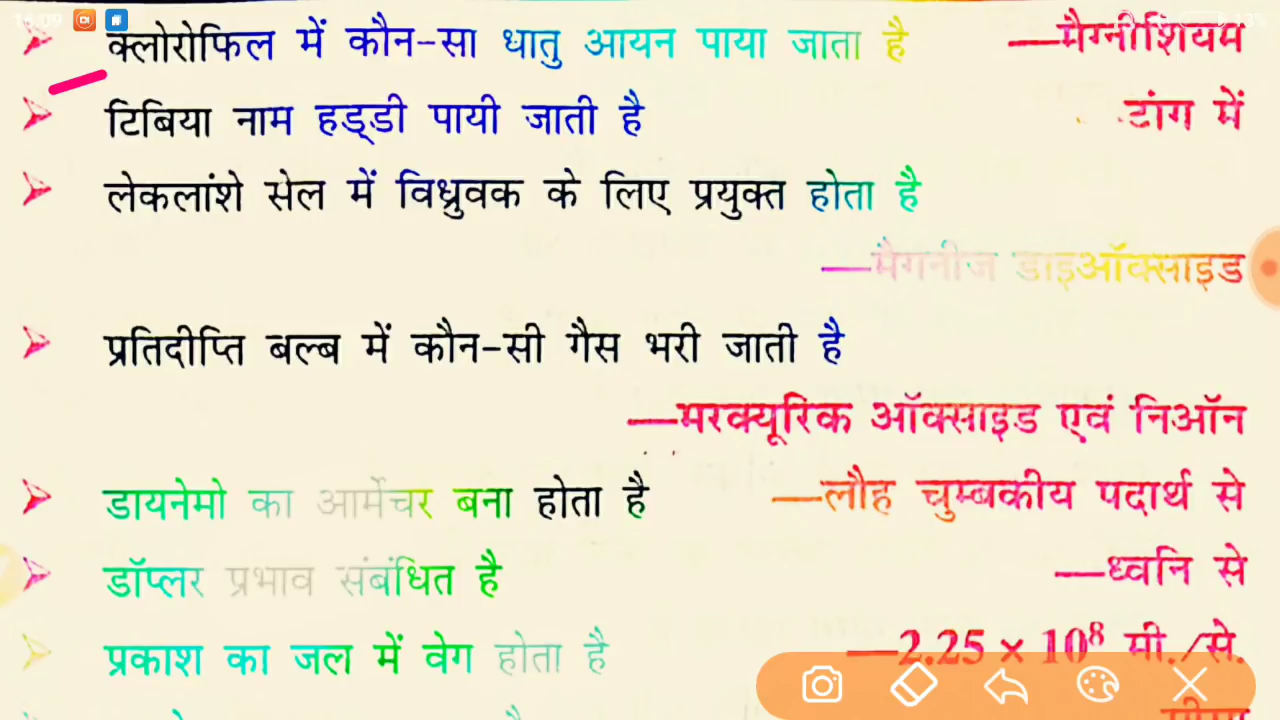 क्लोरोफिल में कौन-सा धातु आयन पाया जाता है —मैग्नीशियम
टिबिया नाम हड्डी पायी जाती है टांग में
लेकलांशे सेल में विध्रुवक के लिए प्रयुक्त होता है
—मैगनीज डाइऑक्साइड
प्रतिदीप्ति बल्ब में कौन-सी गैस भरी जाती है
—मरक्यूरिक ऑक्साइड एवं निऑन
डायनेमो का आर्मेचर बना होता है —लौह चुम्बकीय पदार्थ से
डॉप्लर प्रभाव संबंधित है —ध्वनि से
प्रकाश का जल में वेग होता है —2.25 × 10⁸ मी./से.